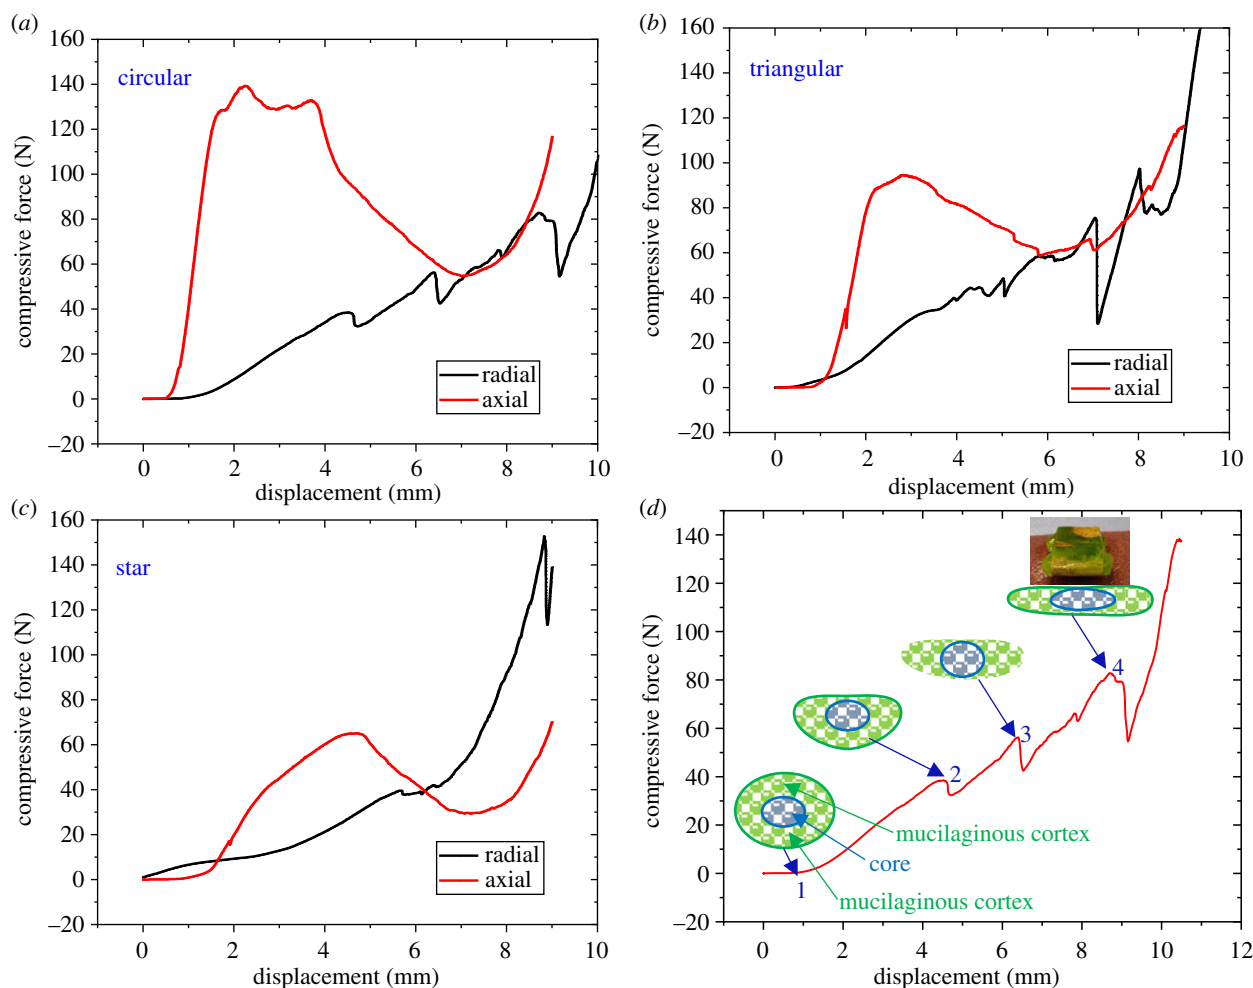 (a)
160
140
120
100
80
60
40
20
0
–20
compressive force (N)
circular
radial
axial
0 2 4 6 8 10
displacement (mm)
(b)
160
140
120
100
80
60
40
20
0
–20
compressive force (N)
triangular
radial
axial
0 2 4 6 8 10
displacement (mm)
(c)
160
140
120
100
80
60
40
20
0
–20
compressive force (N)
star
radial
axial
0 2 4 6 8 10
displacement (mm)
(d)
140
120
100
80
60
40
20
0
–20
compressive force (N)
4
3
2
mucilaginous cortex
core
1
mucilaginous cortex
0 2 4 6 8 10 12
displacement (mm)